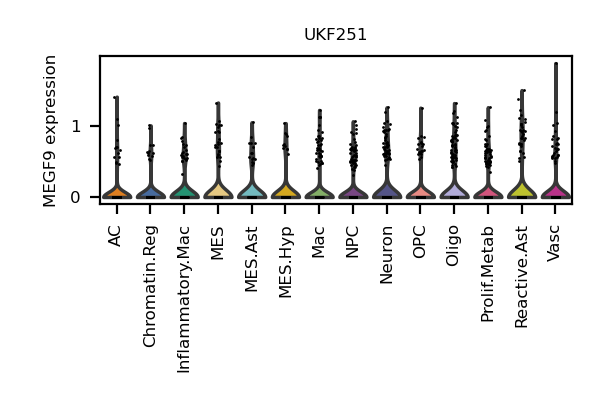 UKF251
MEGF9 expression
1
0
AC
Chromatin.Reg
Inflammatory.Mac
MES
MES.Ast
MES.Hyp
Mac
NPC
Neuron
OPC
Oligo
Prolif.Metab
Reactive.Ast
Vasc